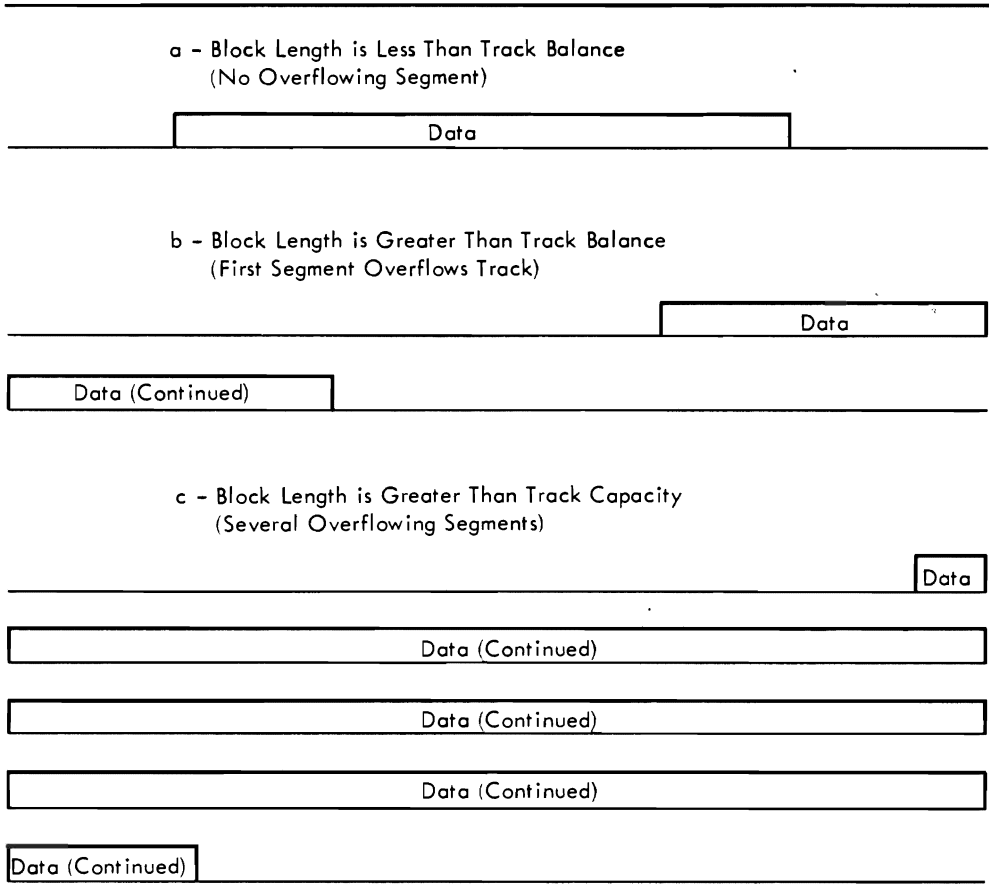 a - Block Length is Less Than Track Balance
(No Overflowing Segment)
Data
b - Block Length is Greater Than Track Balance
(First Segment Overflows Track)
Data
Data (Continued)
c - Block Length is Greater Than Track Capacity
(Several Overflowing Segments)
Data
Data (Continued)
Data (Continued)
Data (Continued)
Data (Continued)